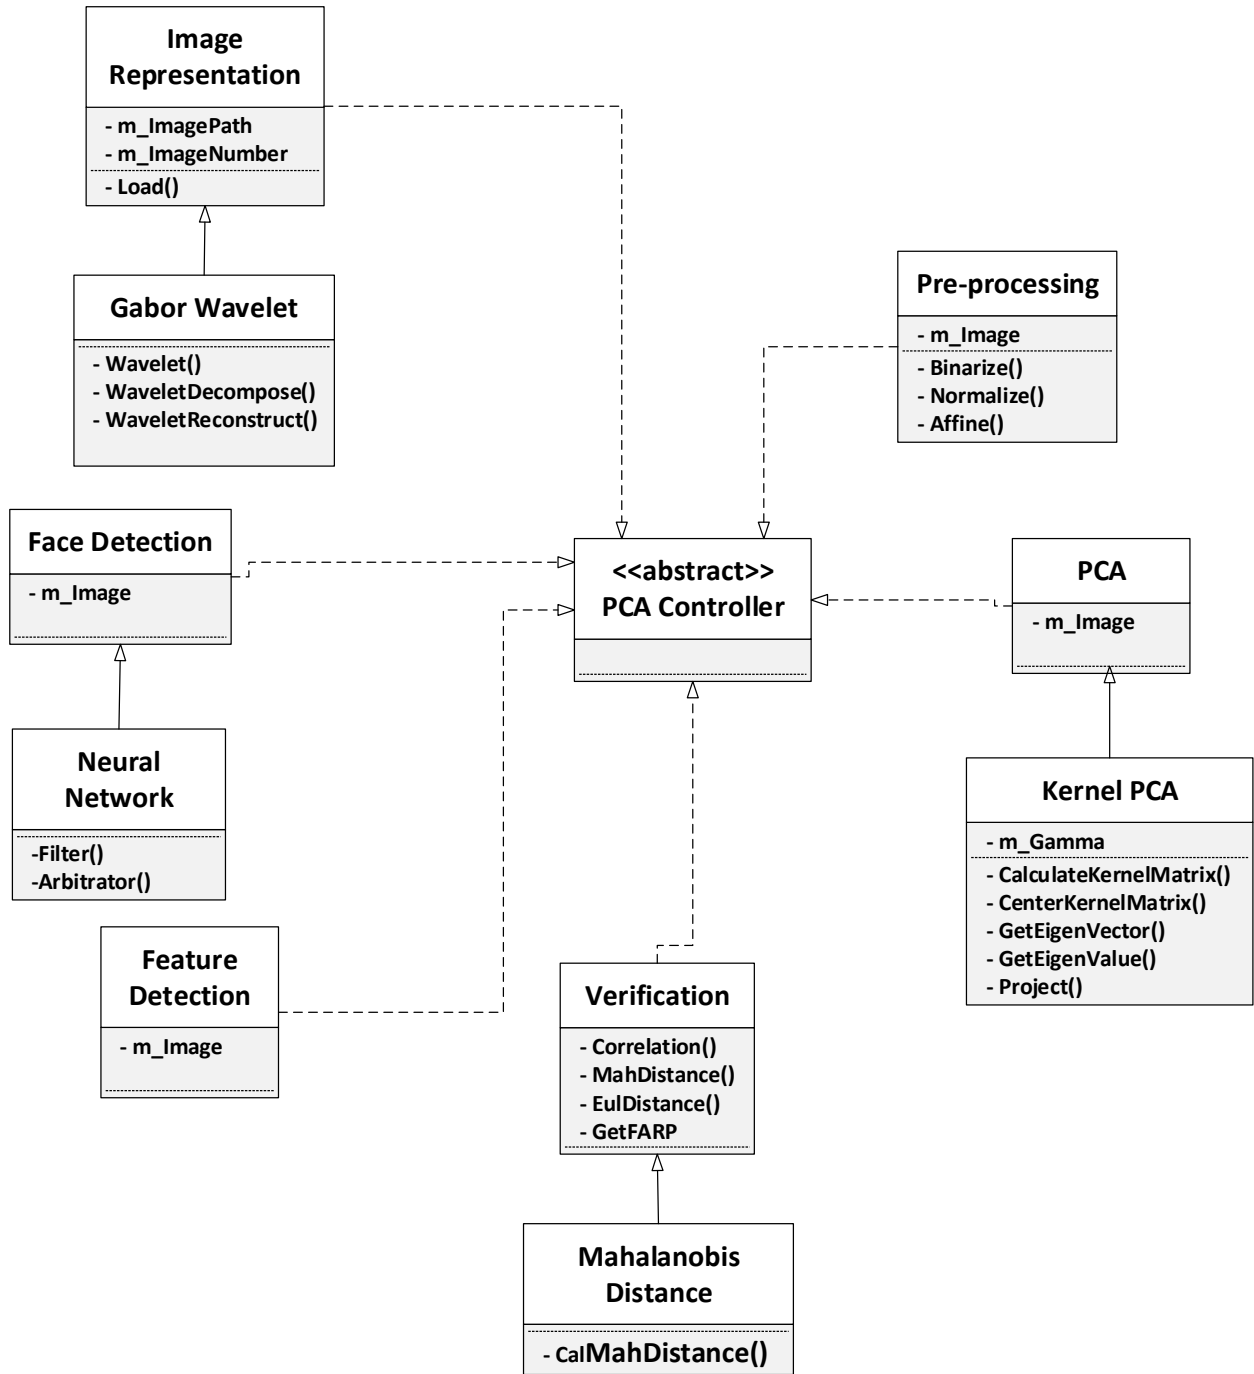 Image
Representation
- m_ImagePath
- m_ImageNumber
- Load()
Gabor Wavelet
- Wavelet()
- WaveletDecompose()
- WaveletReconstruct()
Pre-processing
- m_Image
- Binarize()
- Normalize()
- Affine()
Face Detection
- m_Image
<<abstract>>
PCA Controller
PCA
- m_Image
Neural
Network
-Filter()
-Arbitrator()
Kernel PCA
- m_Gamma
- CalculateKernelMatrix()
- CenterKernelMatrix()
- GetEigenVector()
- GetEigenValue()
- Project()
Feature
Detection
- m_Image
Verification
- Correlation()
- MahDistance()
- EulDistance()
- GetFARP
Mahalanobis
Distance
- CalMahDistance()